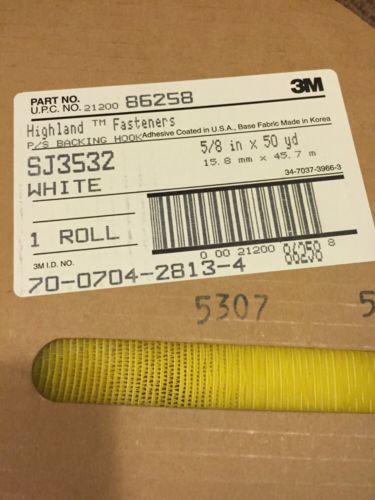 PART NO.
U.P.C. NO. 21200 86258
3M
Highland ™ Fasteners
P/S BACKING HOOK Adhesive Coated in U.S.A., Base Fabric Made in Korea
SJ3532
5/8 in x 50 yd
15.8 mm x 45.7 m
WHITE
34-7037-3966-3
1 ROLL
0 00 21200 86258 8
3M I.D. NO.
70-0704-2813-4
5307 5